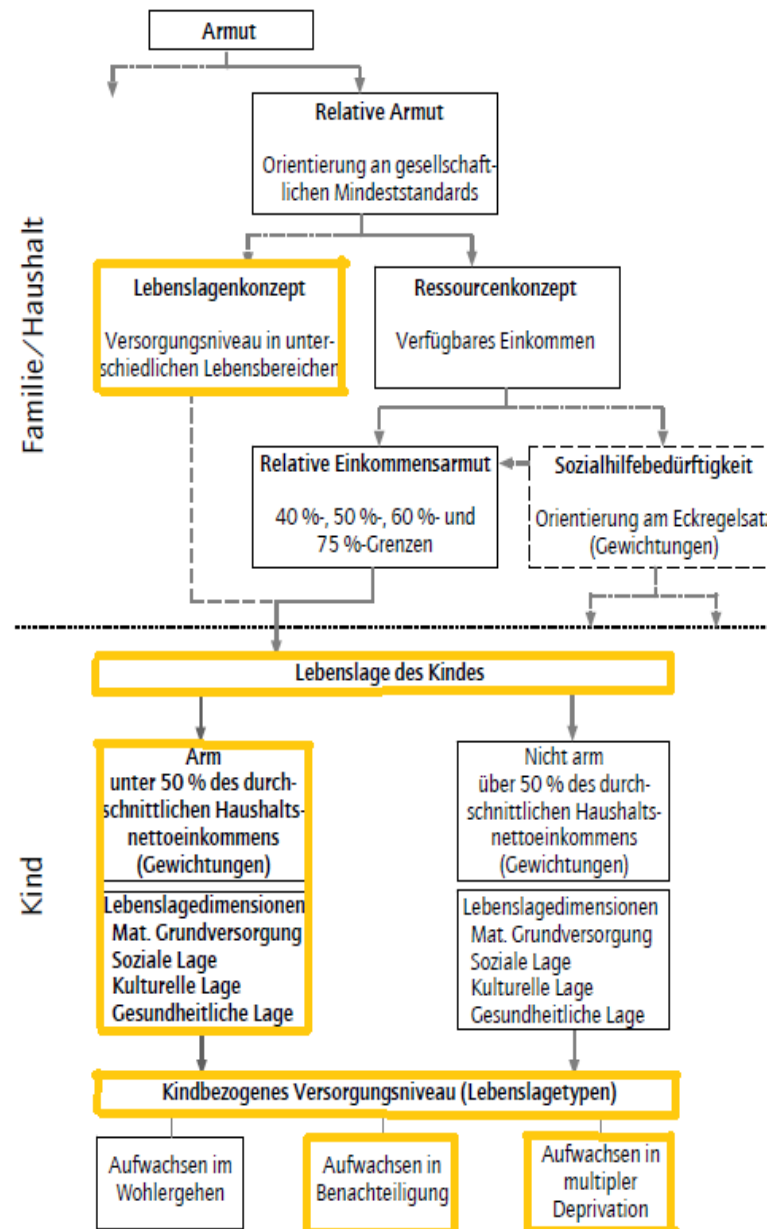 Armut
Relative Armut
Orientierung an gesellschaft-
lichen Mindeststandards
Familie/Haushalt
Lebenslagenkonzept
Versorgungsniveau in unter-
schiedlichen Lebensbereichen
Ressourcenkonzept
Verfügbares Einkommen
Relative Einkommensarmut
40 %-, 50 %-, 60 %- und
75 %-Grenzen
Sozialhilfebedürftigkeit
Orientierung am Eckregelsatz
(Gewichtungen)
Kind
Lebenslage des Kindes
Arm
unter 50 % des durch-
schnittlichen Haushalts-
nettoeinkommens
(Gewichtungen)
Lebenslagedimensionen
Mat. Grundversorgung
Soziale Lage
Kulturelle Lage
Gesundheitliche Lage
Nicht arm
über 50 % des durch-
schnittlichen Haushalts-
nettoeinkommens
(Gewichtungen)
Lebenslagedimensionen
Mat. Grundversorgung
Soziale Lage
Kulturelle Lage
Gesundheitliche Lage
Kindbezogenes Versorgungsniveau (Lebenslagetypen)
Aufwachsen im
Wohlergehen
Aufwachsen in
Benachteiligung
Aufwachsen in
multipler
Deprivation